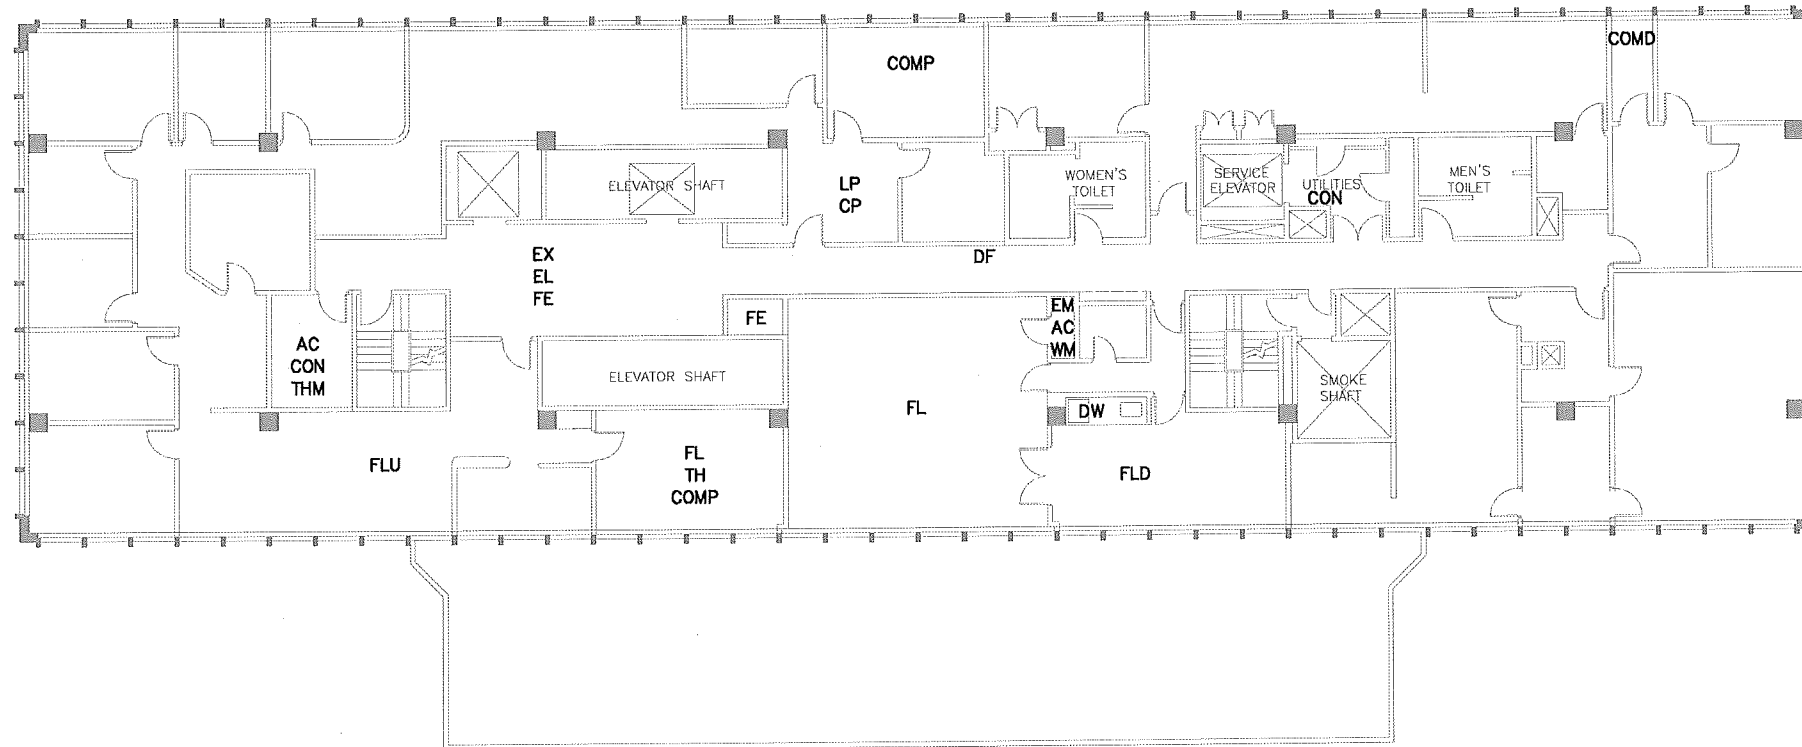 COMD
COMP
ELEVATOR SHAFT
LP
CP
WOMEN'S
TOILET
SERVICE
ELEVATOR
UTILITIES
CON
MEN'S
TOILET
EX
EL
FE
DF
FE
EM
AC
WM
AC
CON
THM
ELEVATOR SHAFT
SMOKE
SHAFT
FL
DW
FLU
FL
TH
COMP
FLD